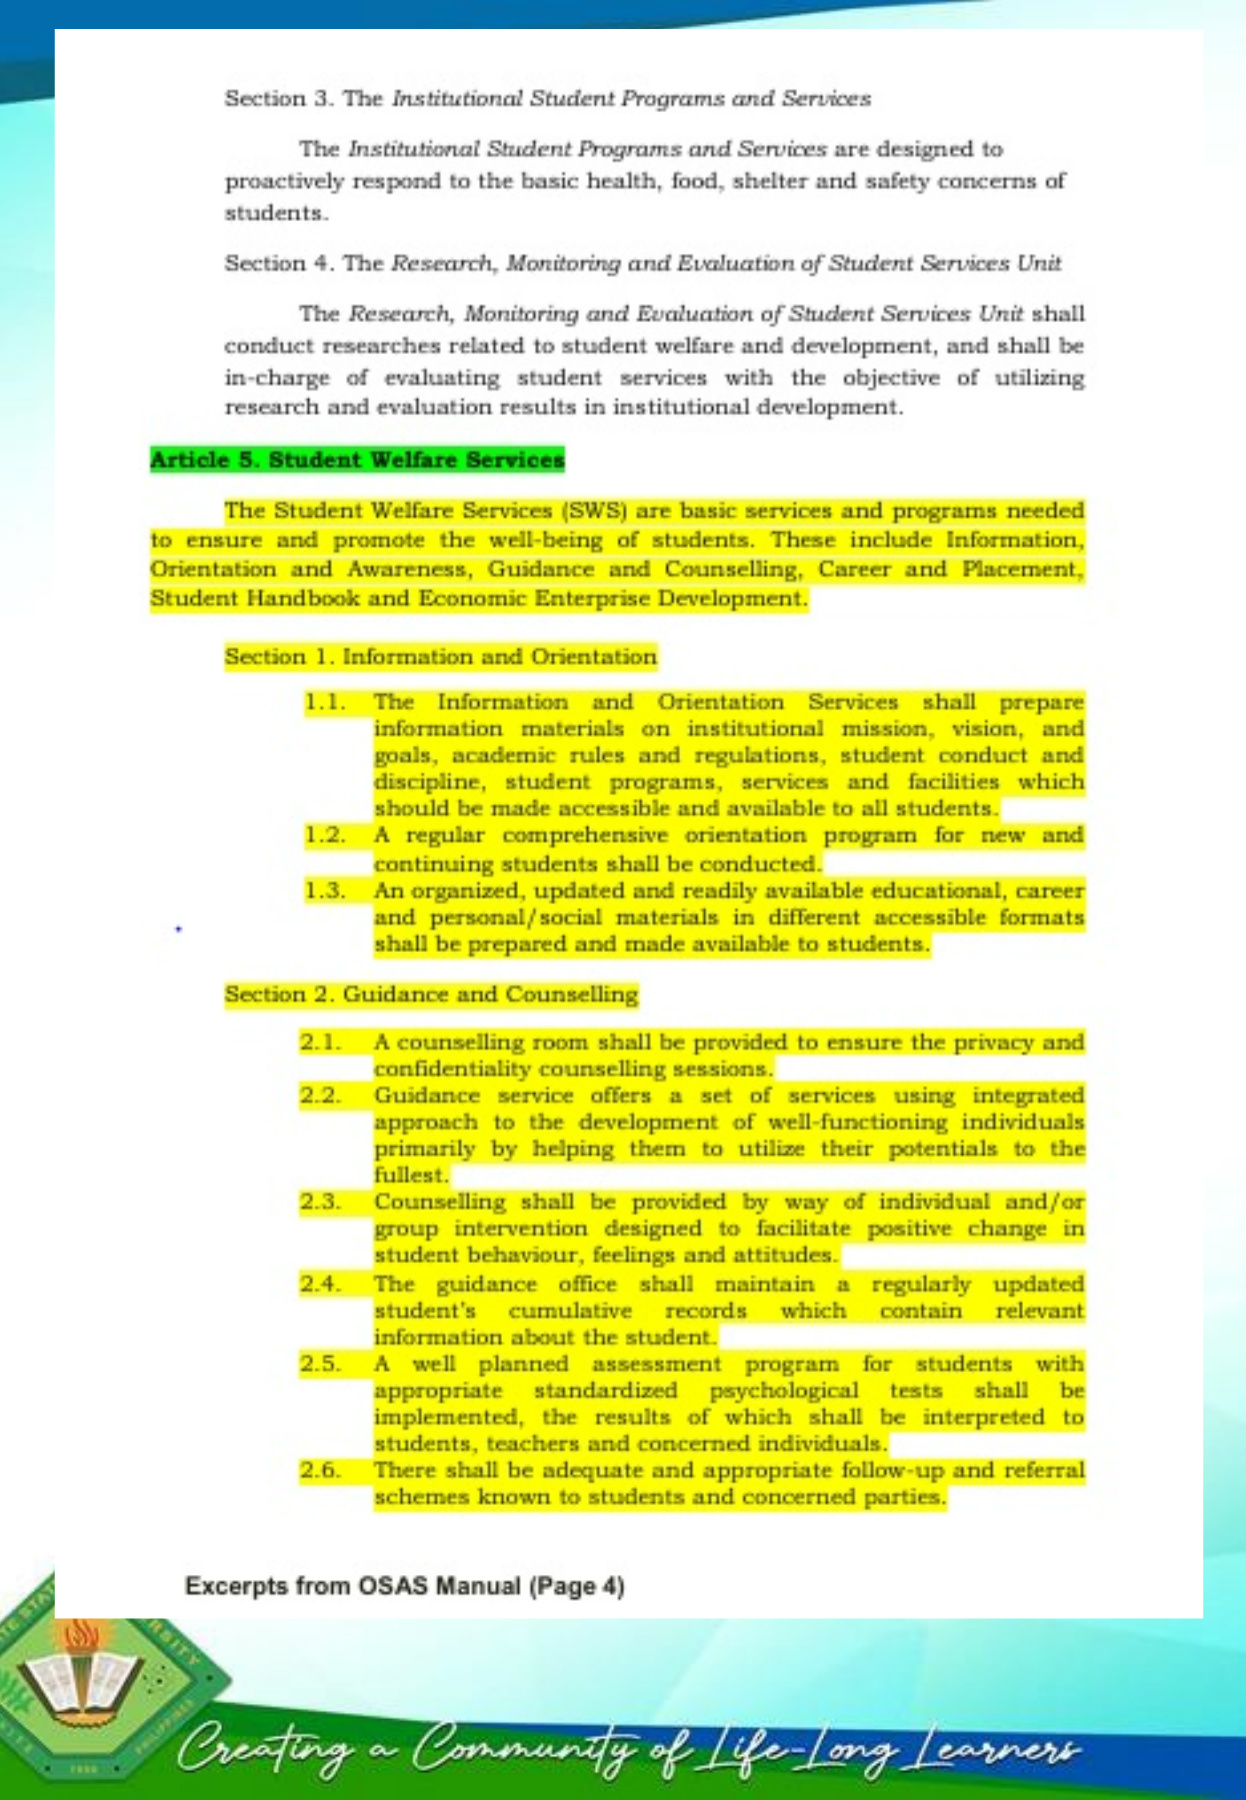 Section 3. The Institutional Student Programs and Services
The Institutional Student Programs and Services are designed to
proactively respond to the basic health, food, shelter and safety concerns of
students.
Section 4. The Research, Monitoring and Evaluation of Student Services Unit
The Research, Monitoring and Evaluation of Student Services Unit shall
conduct researches related to student welfare and development, and shall be
in-charge of evaluating student services with the objective of utilizing
research and evaluation results in institutional development.
Article 5. Student Welfare Services
The Student Welfare Services (SWS) are basic services and programs needed
to ensure and promote the well-being of students. These include Information,
Orientation and Awareness, Guidance and Counselling, Career and Placement,
Student Handbook and Economic Enterprise Development.
Section 1. Information and Orientation
1.1. The Information and Orientation Services shall prepare
information materials on institutional mission, vision, and
goals, academic rules and regulations, student conduct and
discipline, student programs, services and facilities which
should be made accessible and available to all students.
1.2. A regular comprehensive orientation program for new and
continuing students shall be conducted.
1.3. An organized, updated and readily available educational, career
and personal/social materials in different accessible formats
shall be prepared and made available to students.
Section 2. Guidance and Counselling
2.1. A counselling room shall be provided to ensure the privacy and
confidentiality counselling sessions.
2.2. Guidance service offers a set of services using integrated
approach to the development of well-functioning individuals
primarily by helping them to utilize their potentials to the
fullest.
2.3. Counselling shall be provided by way of individual and/or
group intervention designed to facilitate positive change in
student behaviour, feelings and attitudes.
2.4. The guidance office shall maintain a regularly updated
student's cumulative records which contain relevant
information about the student.
2.5. A well planned assessment program for students with
appropriate standardized psychological tests shall be
implemented, the results of which shall be interpreted to
students, teachers and concerned individuals.
2.6. There shall be adequate and appropriate follow-up and referral
schemes known to students and concerned parties.
Excerpts from OSAS Manual (Page 4)
PHILIPPINES
Creating a Community of Life-Long Learners